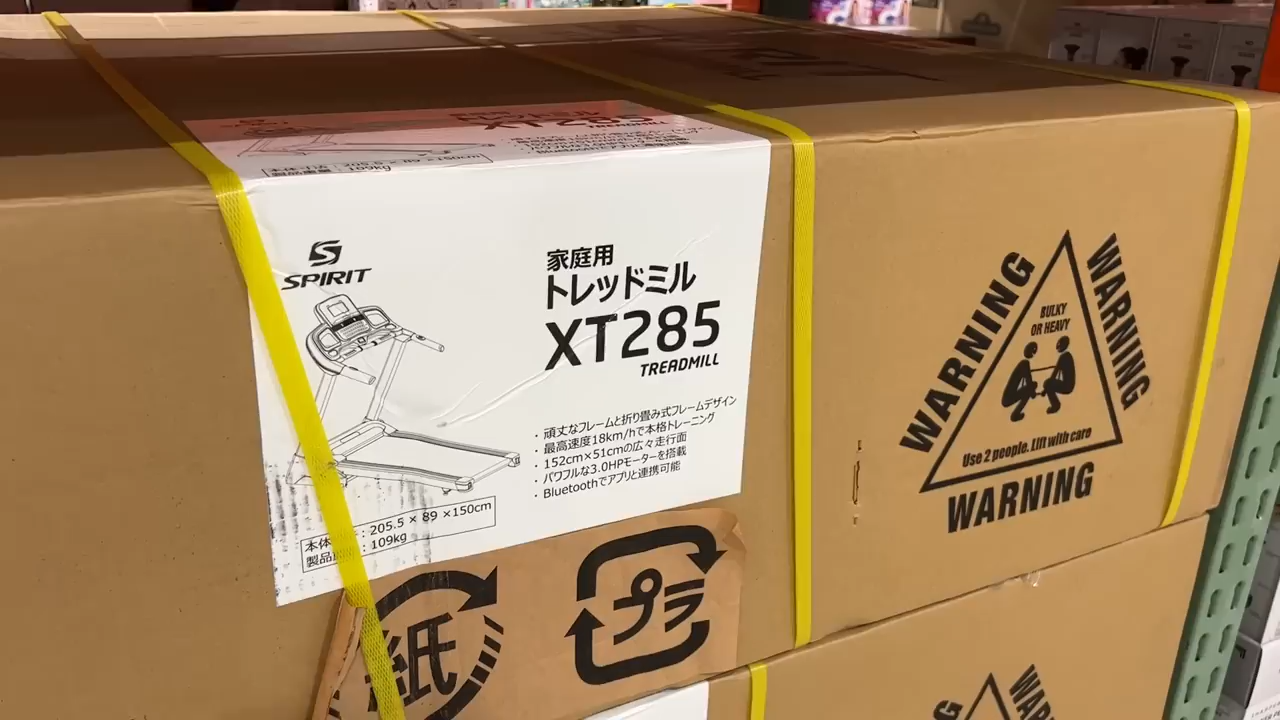 SPIRIT
家庭用
トレッドミル
XT285
TREADMILL
・頑丈なフレームと折り畳み式フレームデザイン
・最高速度18km/hで本格トレーニング
・152cm×51cmの広々走行面
・パワフルな3.0HPモーターを搭載
・Bluetoothでアプリと連携可能
本体 : 205.5 × 89 ×150cm
製品 : 109kg
紙
プラ
WARNING
WARNING
BULKY
OR HEAVY
Use 2 people. Lift with care
WARNING